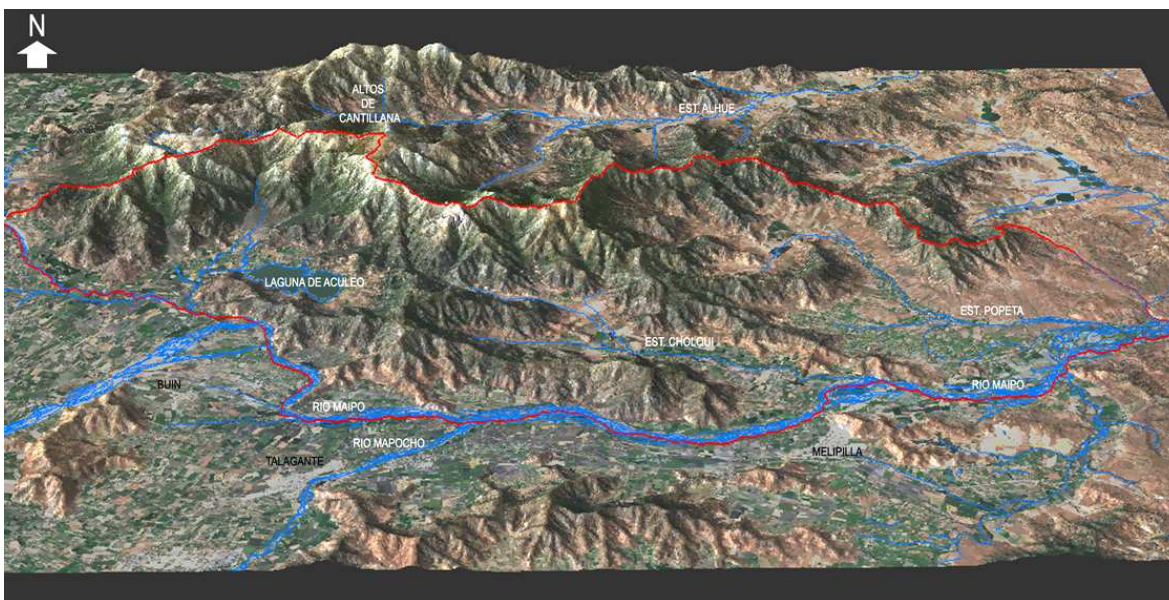 N
ALTOS
DE
CANTILLANA
EST. ALHUE
LAGUNA DE ACULEO
EST. POPETA
EST. CHOLQUI
BUIN
RIO MAIPO
RIO MAIPO
RIO MAPOCHO
TALAGANTE
MELIPILLA